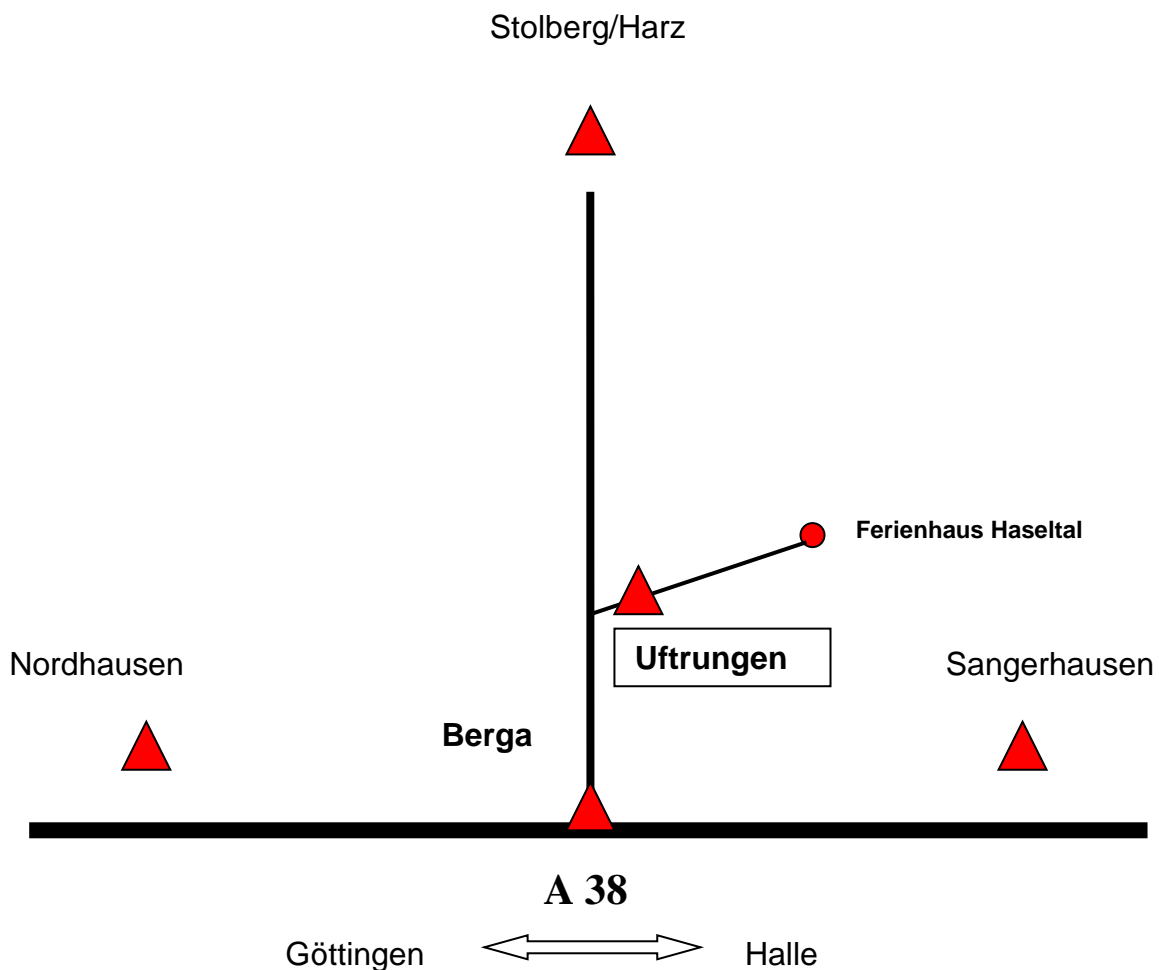 Stolberg/Harz
Ferienhaus Haseltal
Uftrungen
Nordhausen
Sangerhausen
Berga
A 38
Göttingen
Halle